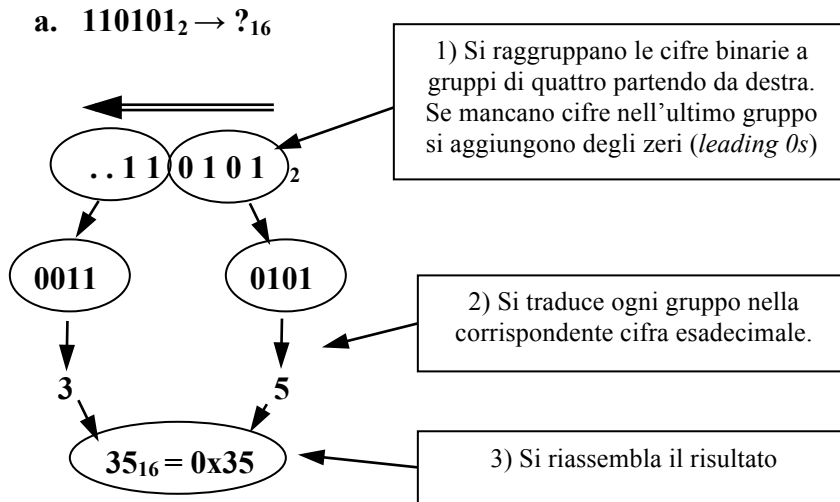 a. 110101₂ → ?₁₆
1) Si raggruppano le cifre binarie a
gruppi di quattro partendo da destra.
Se mancano cifre nell’ultimo gruppo
si aggiungono degli zeri (leading 0s)
. . 1 1 0 1 0 1 ₂
0011 0101
2) Si traduce ogni gruppo nella
corrispondente cifra esadecimale.
3 5
35₁₆ = 0x35
3) Si riassembla il risultato